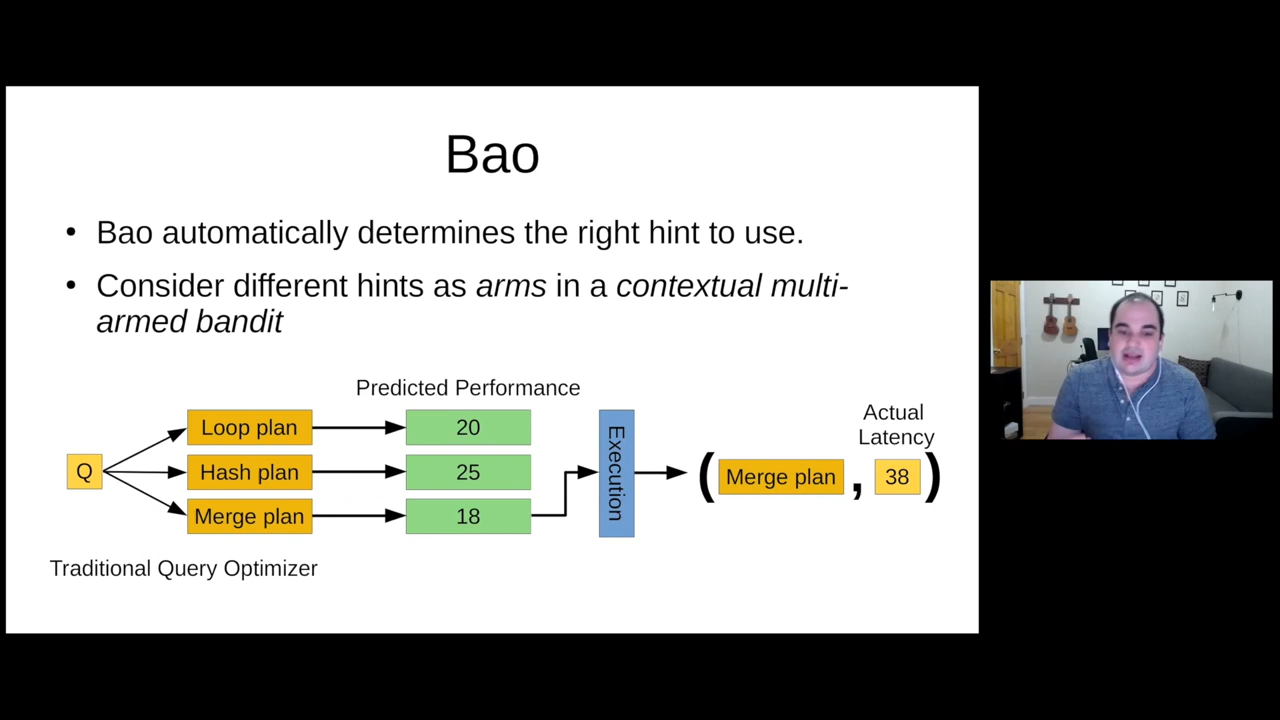 Bao
• Bao automatically determines the right hint to use.
• Consider different hints as arms in a contextual multi-
armed bandit
Predicted Performance
Q
Loop plan
Hash plan
Merge plan
20
25
18
Execution
Actual
Latency
( Merge plan , 38 )
Traditional Query Optimizer